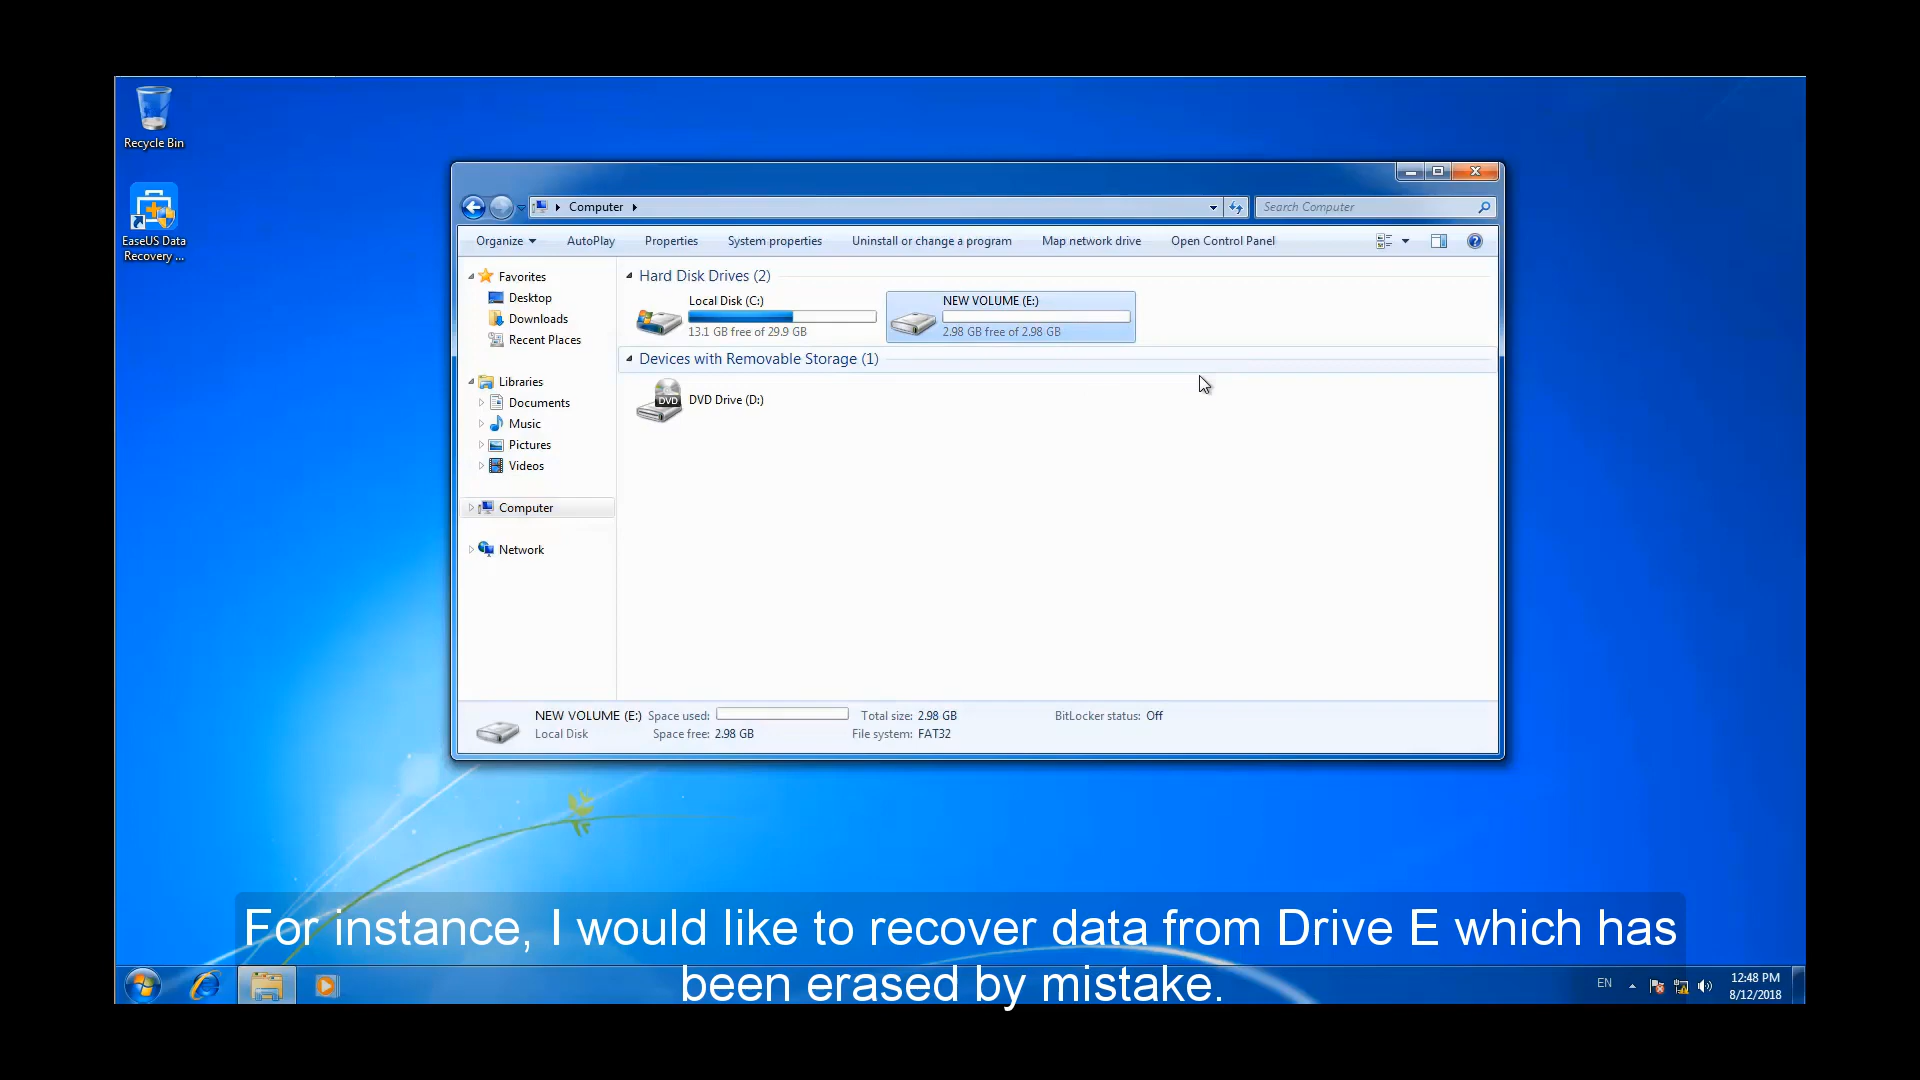 Recycle Bin
EaseUS Data
Recovery ...
Computer
Search Computer
Organize
AutoPlay
Properties
System properties
Uninstall or change a program
Map network drive
Open Control Panel
Favorites
Desktop
Downloads
Recent Places
Libraries
Documents
Music
Pictures
Videos
Computer
Network
Hard Disk Drives (2)
Local Disk (C:)
13.1 GB free of 29.9 GB
NEW VOLUME (E:)
2.98 GB free of 2.98 GB
Devices with Removable Storage (1)
DVD
DVD Drive (D:)
NEW VOLUME (E:) Space used: Total size: 2.98 GB BitLocker status: Off
Local Disk Space free: 2.98 GB File system: FAT32
For instance, I would like to recover data from Drive E which has
been erased by mistake.
EN
12:48 PM
8/12/2018